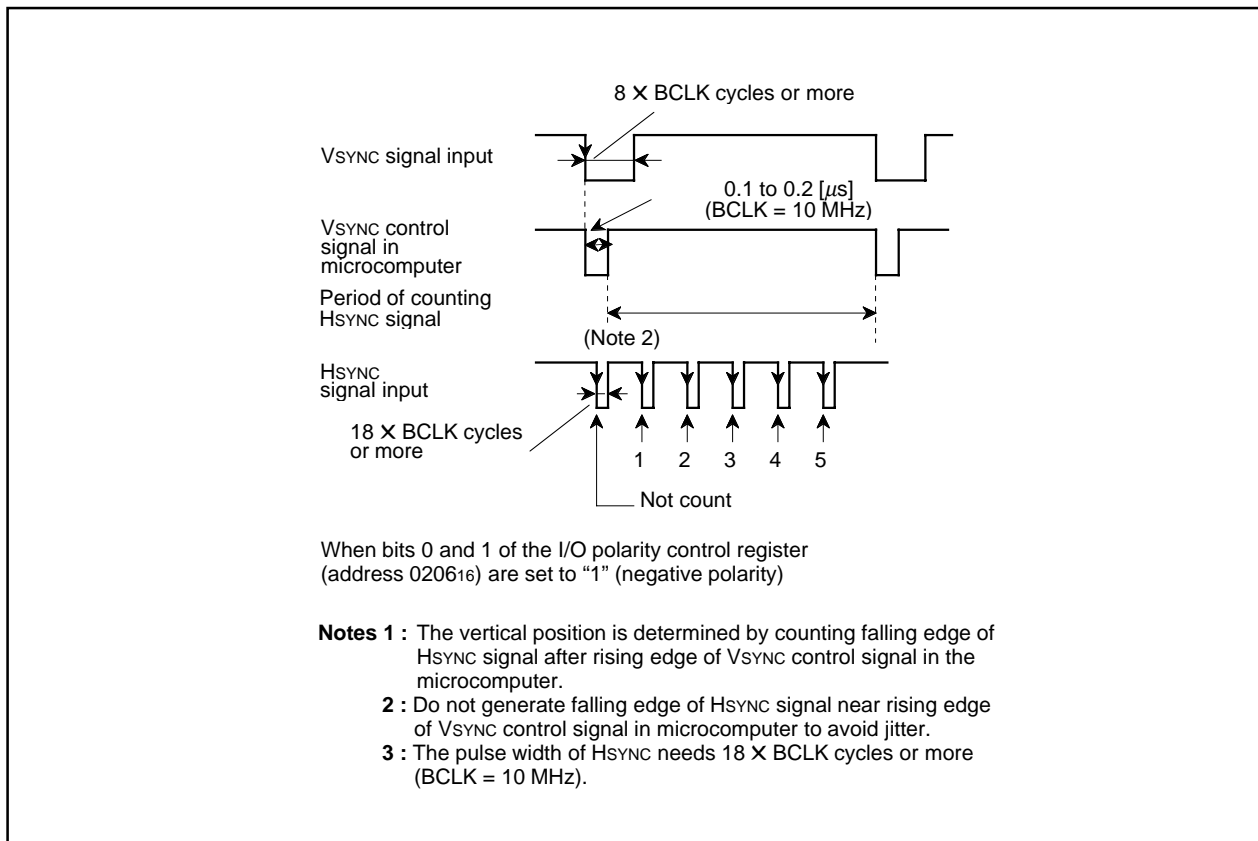 8 X BCLK cycles or more
VSYNC signal input
0.1 to 0.2 [μs]
(BCLK = 10 MHz)
VSYNC control
signal in
microcomputer
Period of counting
HSYNC signal
(Note 2)
HSYNC
signal input
18 X BCLK cycles
or more
1 2 3 4 5
Not count
When bits 0 and 1 of the I/O polarity control register
(address 020616) are set to “1” (negative polarity)
Notes 1 : The vertical position is determined by counting falling edge of
HSYNC signal after rising edge of VSYNC control signal in the
microcomputer.
2 : Do not generate falling edge of HSYNC signal near rising edge
of VSYNC control signal in microcomputer to avoid jitter.
3 : The pulse width of HSYNC needs 18 X BCLK cycles or more
(BCLK = 10 MHz).